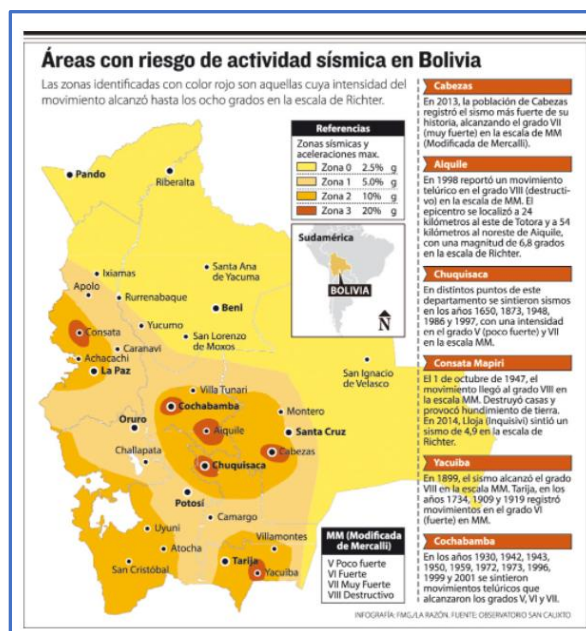 Áreas con riesgo de actividad sísmica en Bolivia
Las zonas identificadas con color rojo son aquellas cuya intensidad del
movimiento alcanzó hasta los ocho grados en la escala de Richter.
Referencias
Zonas sísmicas y
aceleraciones max.
Zona 0 2.5% g
Zona 1 5.0% g
Zona 2 10% g
Zona 3 20% g
Sudamérica
BOLIVIA
N
Pando
Riberalta
Ixiamas
Apolo
Rurrenabaque
Santa Ana
de Yacuma
Beni
Consata
Yucumo
San Lorenzo
de Moxos
Caranavi
Achacachi
La Paz
San Ignacio
de Velasco
Villa Tunari
Cochabamba
Montero
Oruro
Aiquile
Santa Cruz
Cabezas
Challapata
Chuquisaca
Potosí
Camargo
Uyuni
Villamontes
Atocha
Tarija
San Cristóbal
Yacuiba
MM (Modificada
de Mercalli)
V Poco fuerte
VI Fuerte
VII Muy Fuerte
VIII Destructivo
Cabezas
En 2013, la población de Cabezas
registró el sismo más fuerte de su
historia, alcanzando el grado VII
(muy fuerte) en la escala de MM
(Modificada de Mercalli).
Aiquile
En 1998 reportó un movimiento
telúrico en el grado VIII (destructi-
vo) en la escala de MM. El
epicentro se localizó a 24
kilómetros al este de Totora y a 54
kilómetros al noreste de Aiquile,
con una magnitud de 6,8 grados
en la escala de Richter.
Chuquisaca
En distintos puntos de este
departamento se sintieron sismos
en los años 1650, 1873, 1948,
1986 y 1997, con una intensidad
en el grado V (poco fuerte) y VII
en la escala MM.
Consata Mapiri
El 1 de octubre de 1947, el
movimiento llegó al grado VIII en
la escala MM. Destruyó casas y
provocó hundimiento de tierra.
En 2014, Lloja (Inquisivi) sintió un
sismo de 4,9 en la escala de
Richter.
Yacuiba
En 1899, el sismo alcanzó el grado
VIII en la escala MM. Tarija, en los
años 1734, 1909 y 1919 registró
movimientos en el grado VI
(fuerte) en MM.
Cochabamba
En los años 1930, 1942, 1943,
1950, 1959, 1972, 1973, 1996,
1999 y 2001 se sintieron
movimientos telúricos que
alcanzaron los grados V, VI y VII.
INFOGRAFÍA: FMG/LA RAZÓN. FUENTE: OBSERVATORIO SAN CALIXTO